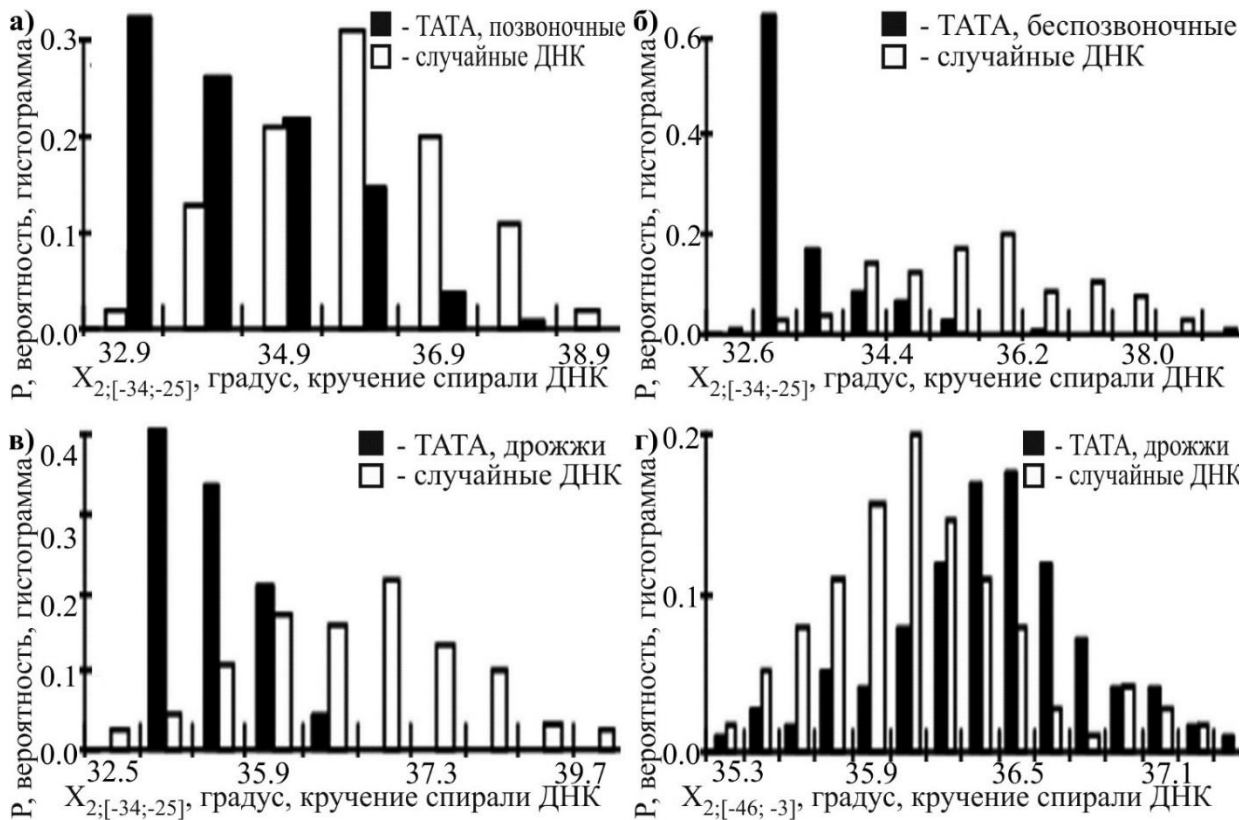 а)
P, вероятность, гистограмма
0.3
0.2
0.1
0.0
- ТАТА, позвоночные
- случайные ДНК
32.9 34.9 36.9 38.9
X2;[-34;-25], градус, кручение спирали ДНК
б)
P, вероятность, гистограмма
0.6
0.4
0.2
0.0
- ТАТА, беспозвоночные
- случайные ДНК
32.6 34.4 36.2 38.0
X2;[-34;-25], градус, кручение спирали ДНК
в)
P, вероятность, гистограмма
0.4
0.3
0.2
0.1
0.0
- ТАТА, дрожжи
- случайные ДНК
32.5 35.9 37.3 39.7
X2;[-34;-25], градус, кручение спирали ДНК
г)
P, вероятность, гистограмма
0.2
0.1
0.0
- ТАТА, дрожжи
- случайные ДНК
35.3 35.9 36.5 37.1
X2;[-46; -3], градус, кручение спирали ДНК